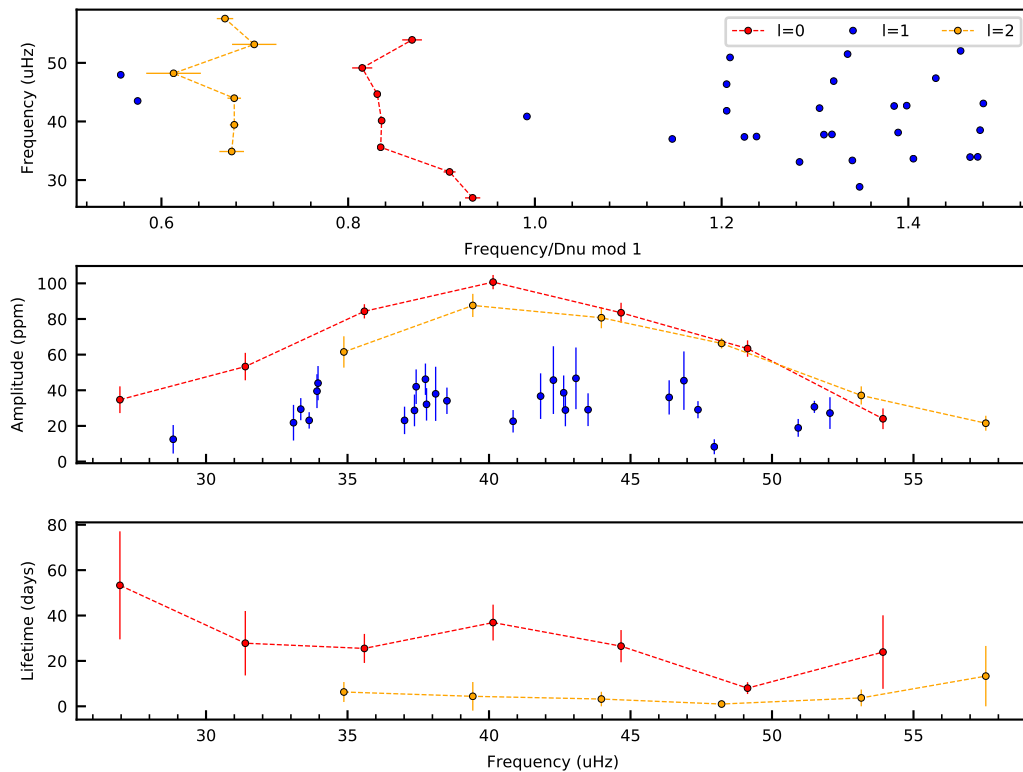 Frequency (uHz)
50
40
30
l=0 l=1 l=2
0.6 0.8 1.0 1.2 1.4
Frequency/Dnu mod 1
Amplitude (ppm)
100
80
60
40
20
0
30 35 40 45 50 55
Lifetime (days)
80
60
40
20
0
30 35 40 45 50 55
Frequency (uHz)